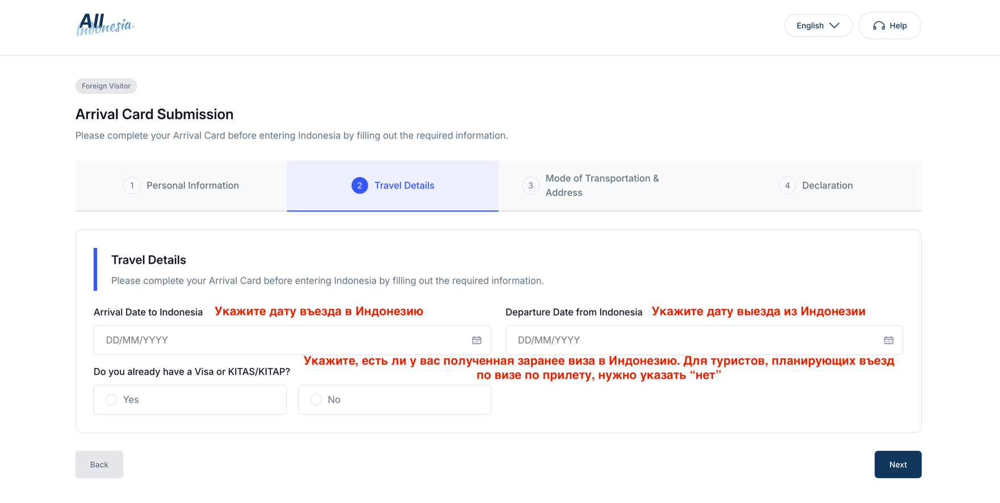 All
Indonesia.
English
Help
Foreign Visitor
Arrival Card Submission
Please complete your Arrival Card before entering Indonesia by filling out the required information.
1 Personal Information
2 Travel Details
3 Mode of Transportation &
Address
4 Declaration
Travel Details
Please complete your Arrival Card before entering Indonesia by filling out the required information.
Arrival Date to Indonesia Укажите дату въезда в Индонезию
DD/MM/YYYY
Departure Date from Indonesia Укажите дату выезда из Индонезии
DD/MM/YYYY
Do you already have a Visa or KITAS/KITAP?
Укажите, есть ли у вас полученная заранее виза в Индонезию. Для туристов, планирующих въезд
по визе по прилету, нужно указать “нет”
Yes
No
Back
Next